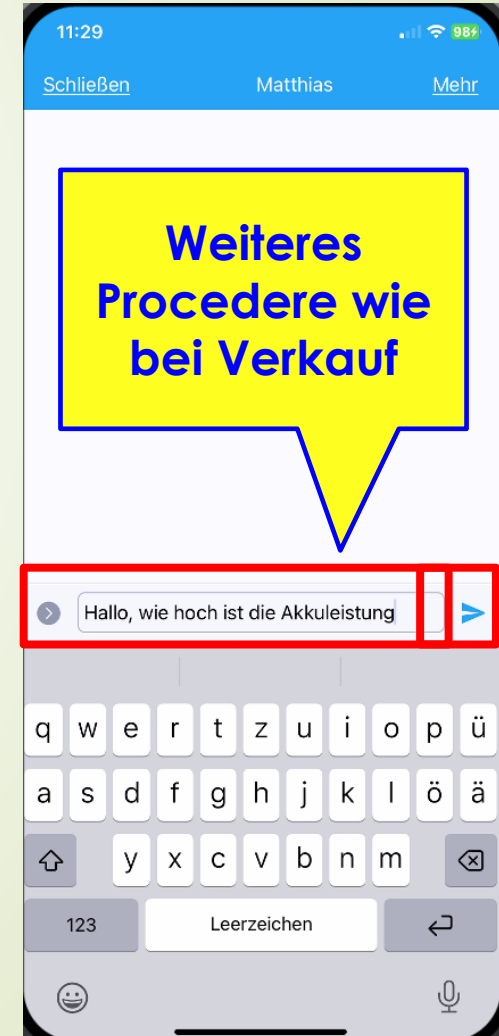 11:29 98
Schließen Matthias Mehr
Weiteres
Procedere wie
bei Verkauf
Hallo, wie hoch ist die Akkuleistung
q w e r t z u i o p ü
a s d f g h j k l ö ä
y x c v b n m
123 Leerzeichen